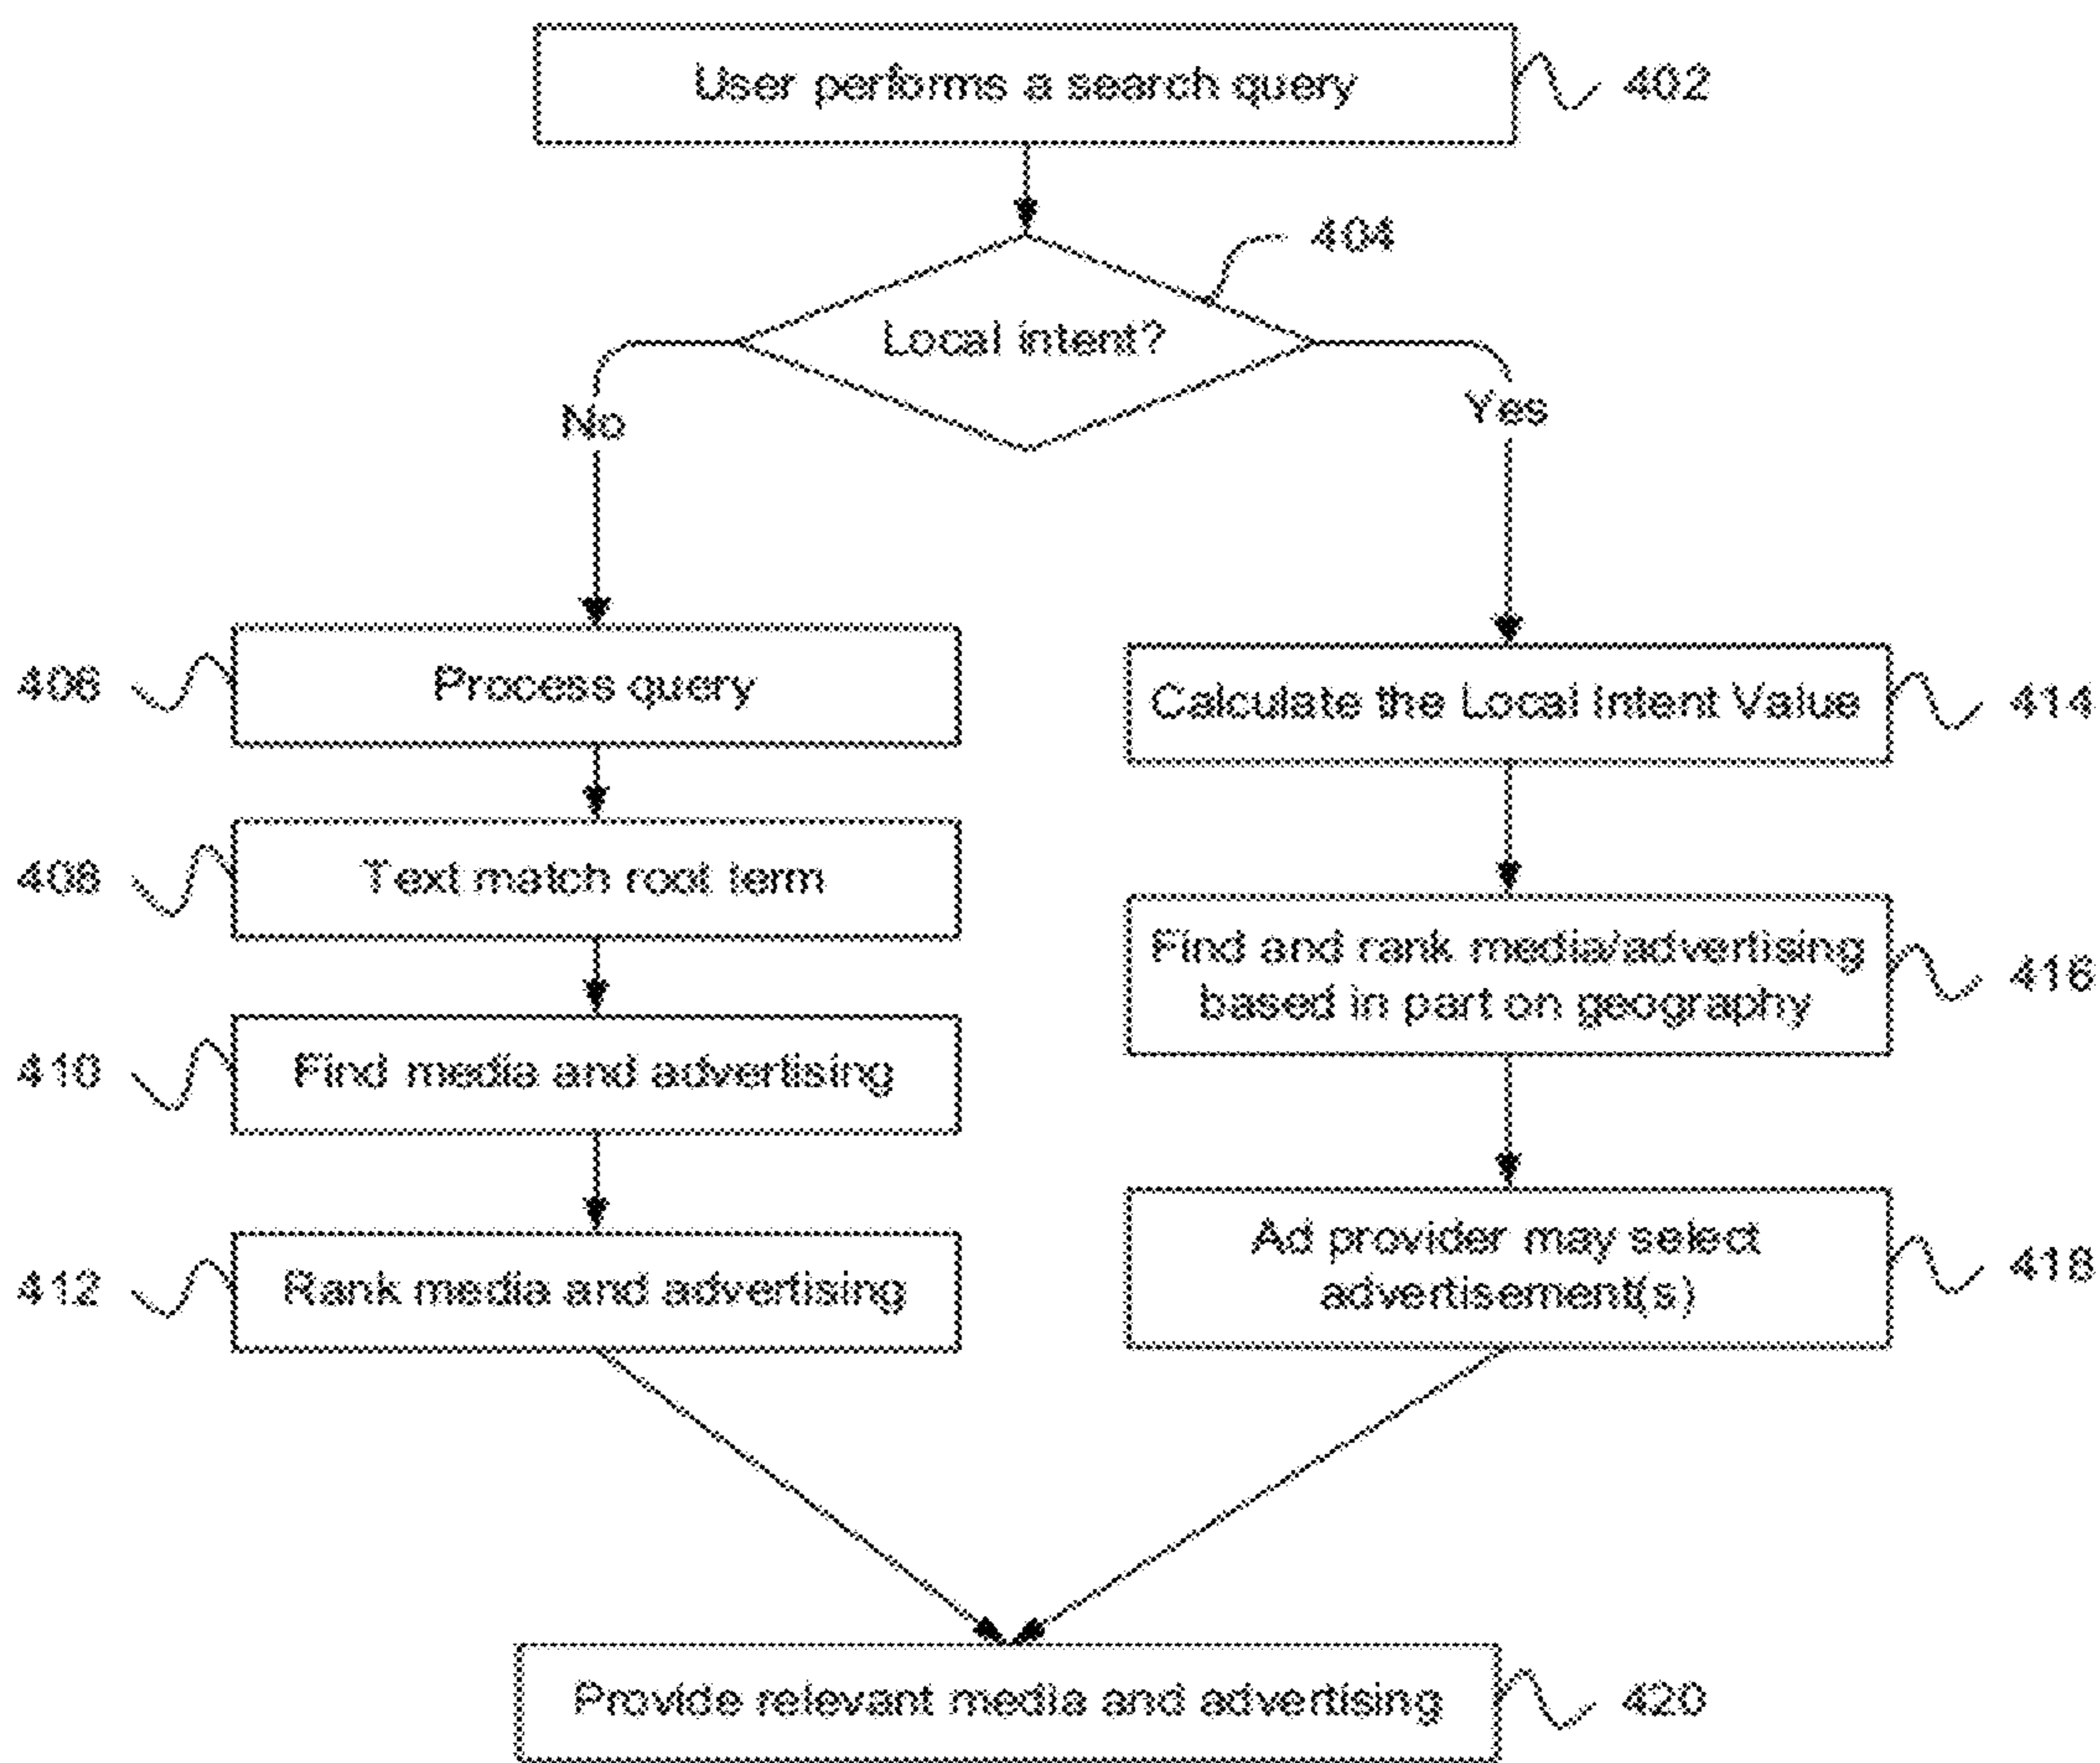 User performs a search query
402
404
Local intent?
No
Yes
406
Process query
Calculate the Local Intent Value
414
408
Text match root term
Find and rank media/advertising
based in part on geography
416
410
Find media and advertising
412
Rank media and advertising
Ad provider may select
advertisement(s)
418
Provide relevant media and advertising
420